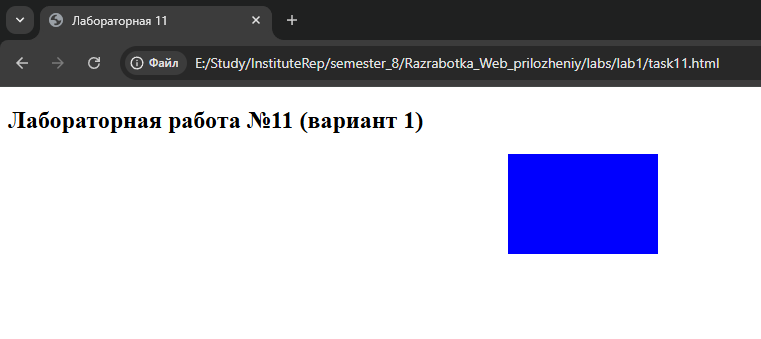 Лабораторная 11
Файл
E:/Study/InstituteRep/semester_8/Razrabotka_Web_prilozheniy/labs/lab1/task11.html
Лабораторная работа №11 (вариант 1)